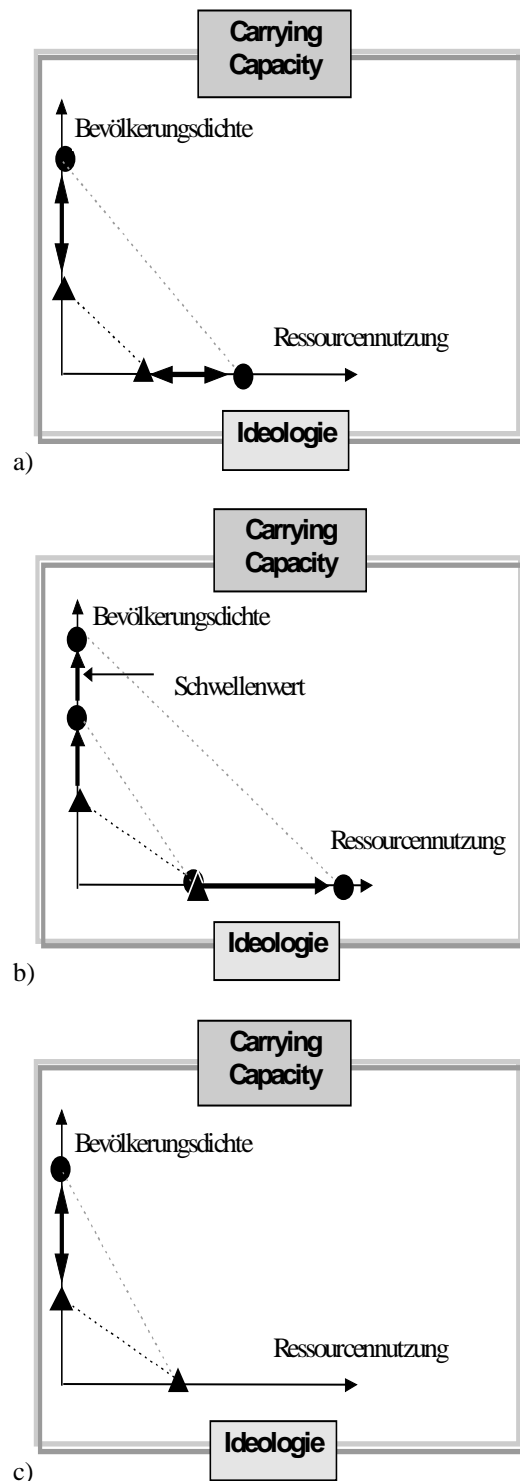 Carrying
Capacity
Bevölkerungsdichte
Ressourcennutzung
Ideologie
a)
Carrying
Capacity
Bevölkerungsdichte
Schwellenwert
Ressourcennutzung
Ideologie
b)
Carrying
Capacity
Bevölkerungsdichte
Ressourcennutzung
Ideologie
c)